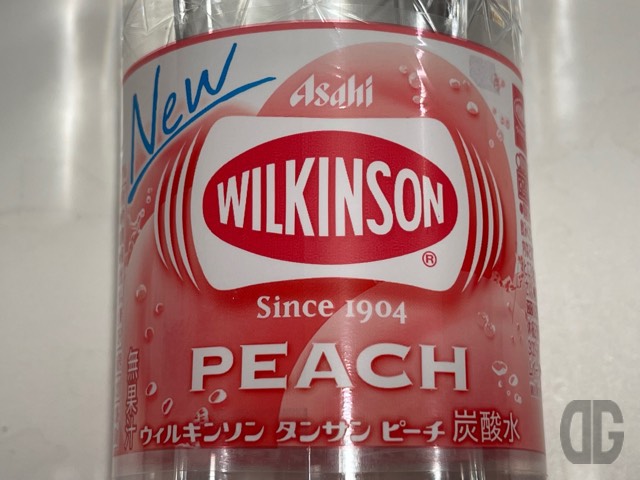 New
Asahi
WILKINSON
®
Since 1904
PEACH
無果汁
ウィルキンソン タンサン ピーチ 炭酸水
DG